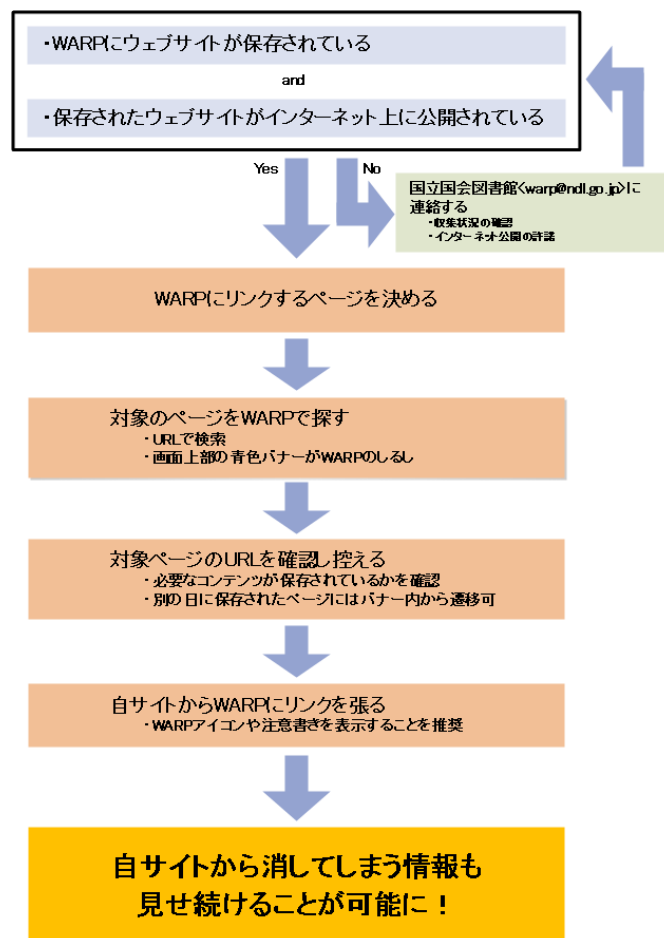 ・WARPにウェブサイトが保存されている
and
・保存されたウェブサイトがインターネット上に公開されている
Yes
No
国立国会図書館<warp@ndl.go.jp>に
連絡する
・収集状況の確認
・インターネット公開の許諾
WARPにリンクするページを決める
対象のページをWARPで探す
・URLで検索
・画面上部の青色バナーがWARPのしるし
対象ページのURLを確認し控える
・必要なコンテンツが保存されているかを確認
・別の日に保存されたページにはバナー内から遷移可
自サイトからWARPにリンクを張る
・WARPアイコンや注意書きを表示することを推奨
自サイトから消してしまう情報も
見せ続けることが可能に！